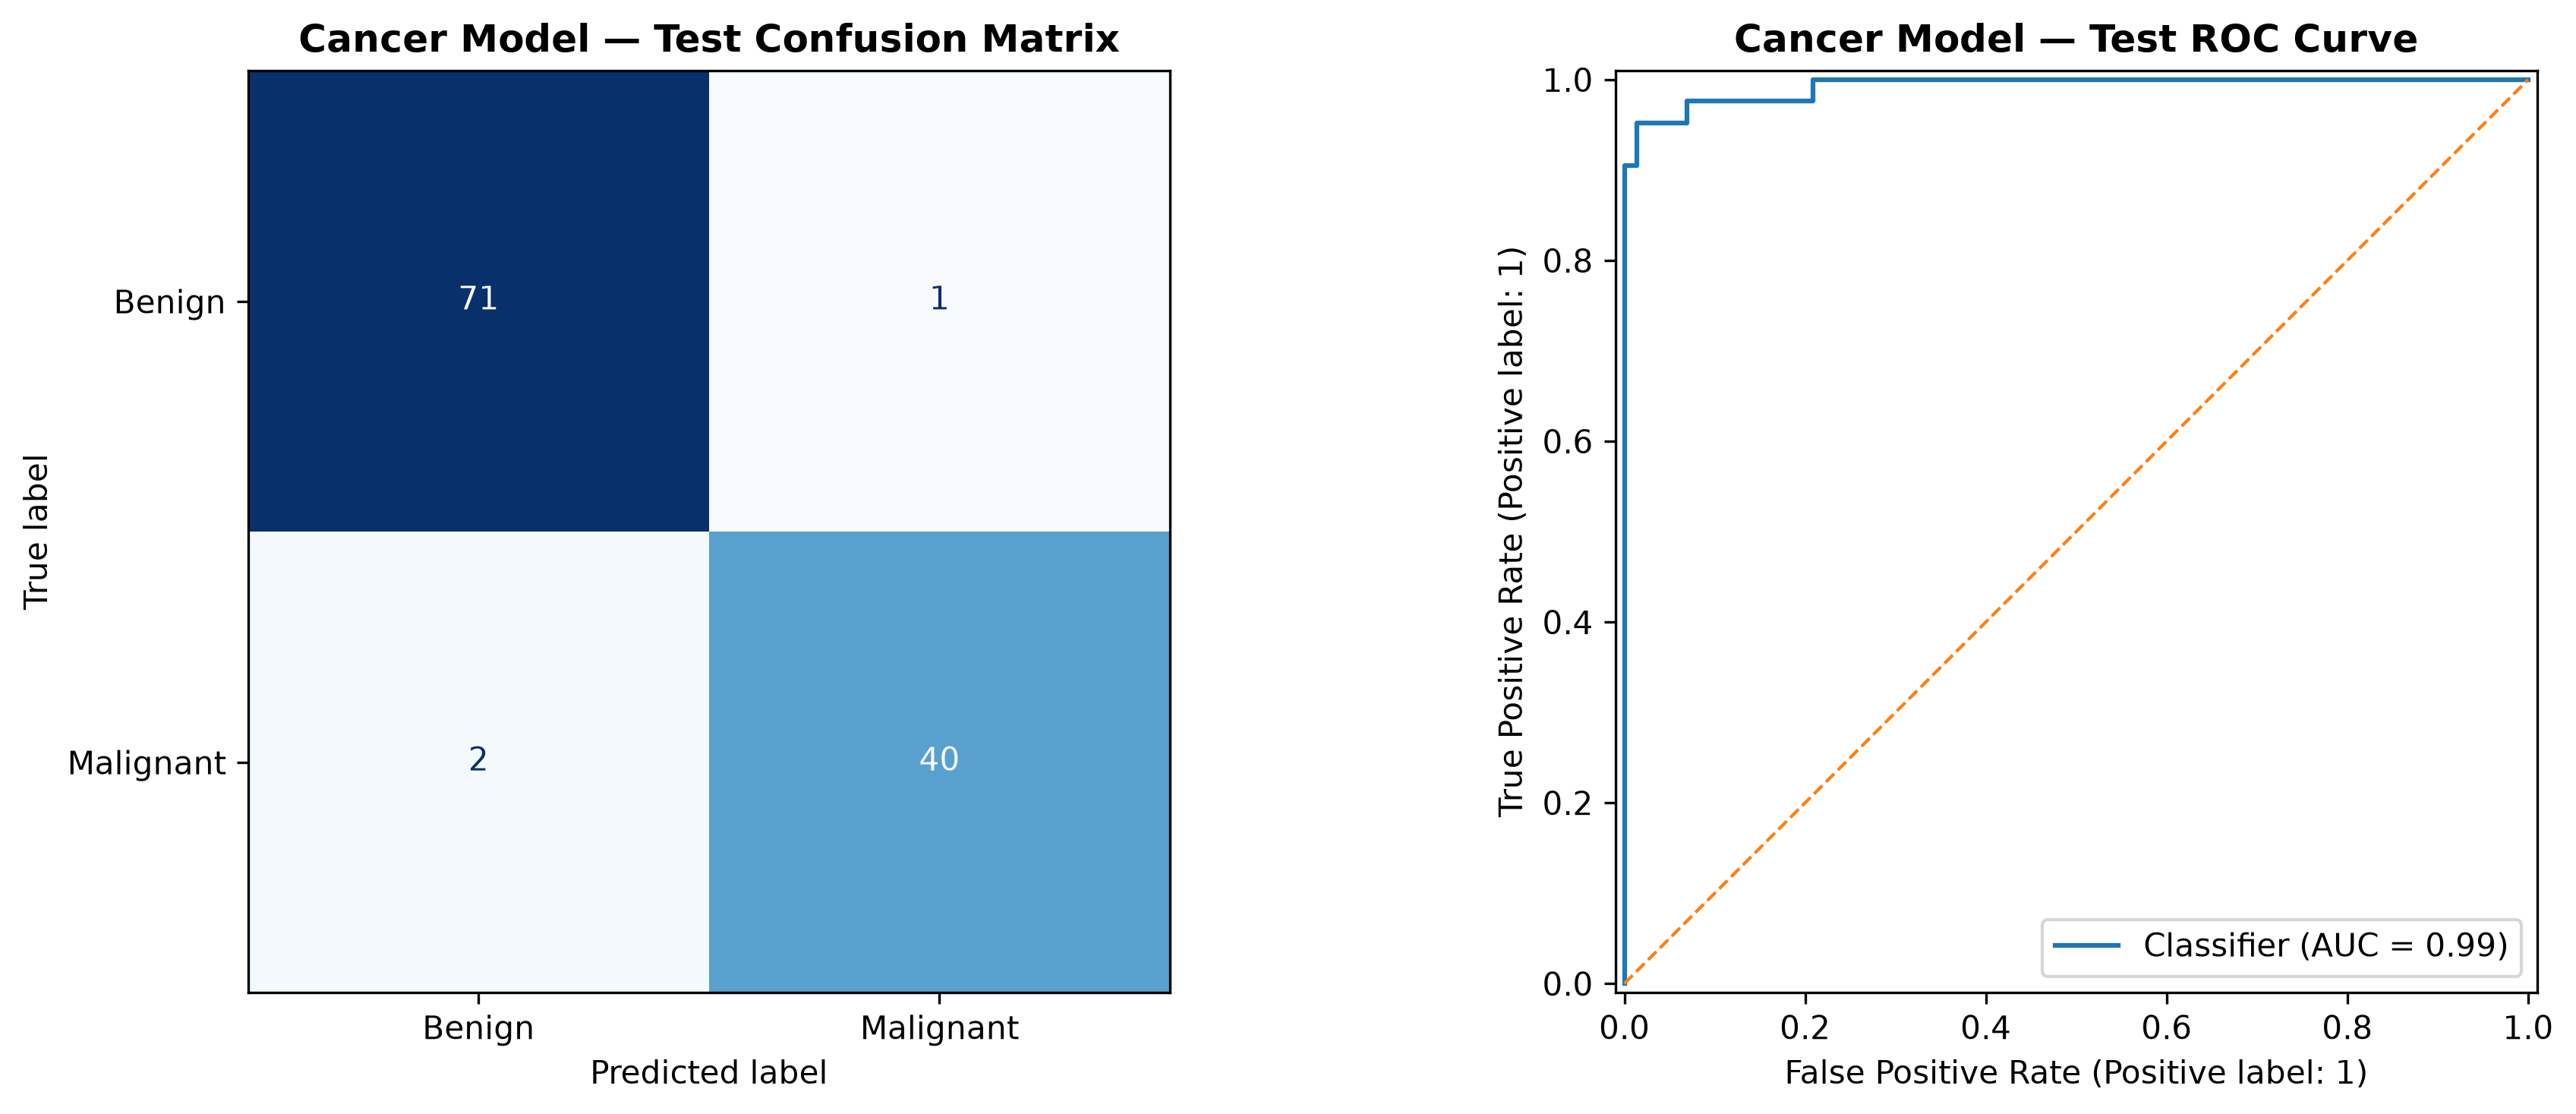 Cancer Model — Test Confusion Matrix
True label
Benign
Malignant
71
1
2
40
Benign
Malignant
Predicted label
Cancer Model — Test ROC Curve
True Positive Rate (Positive label: 1)
1.0
0.8
0.6
0.4
0.2
0.0
Classifier (AUC = 0.99)
0.0
0.2
0.4
0.6
0.8
1.0
False Positive Rate (Positive label: 1)